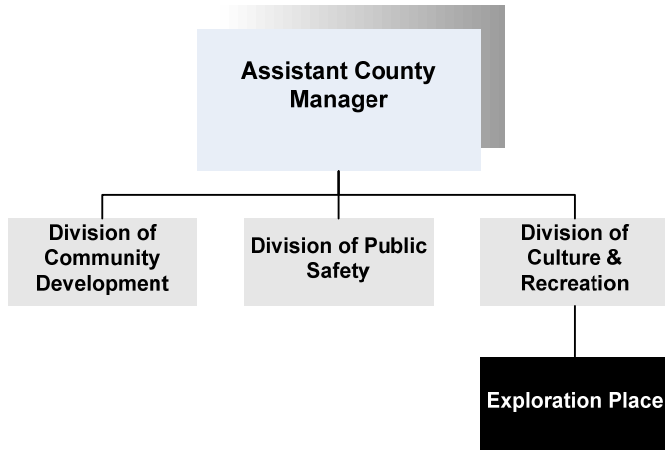 Assistant County
Manager
Division of
Community
Development
Division of Public
Safety
Division of
Culture &
Recreation
Exploration Place